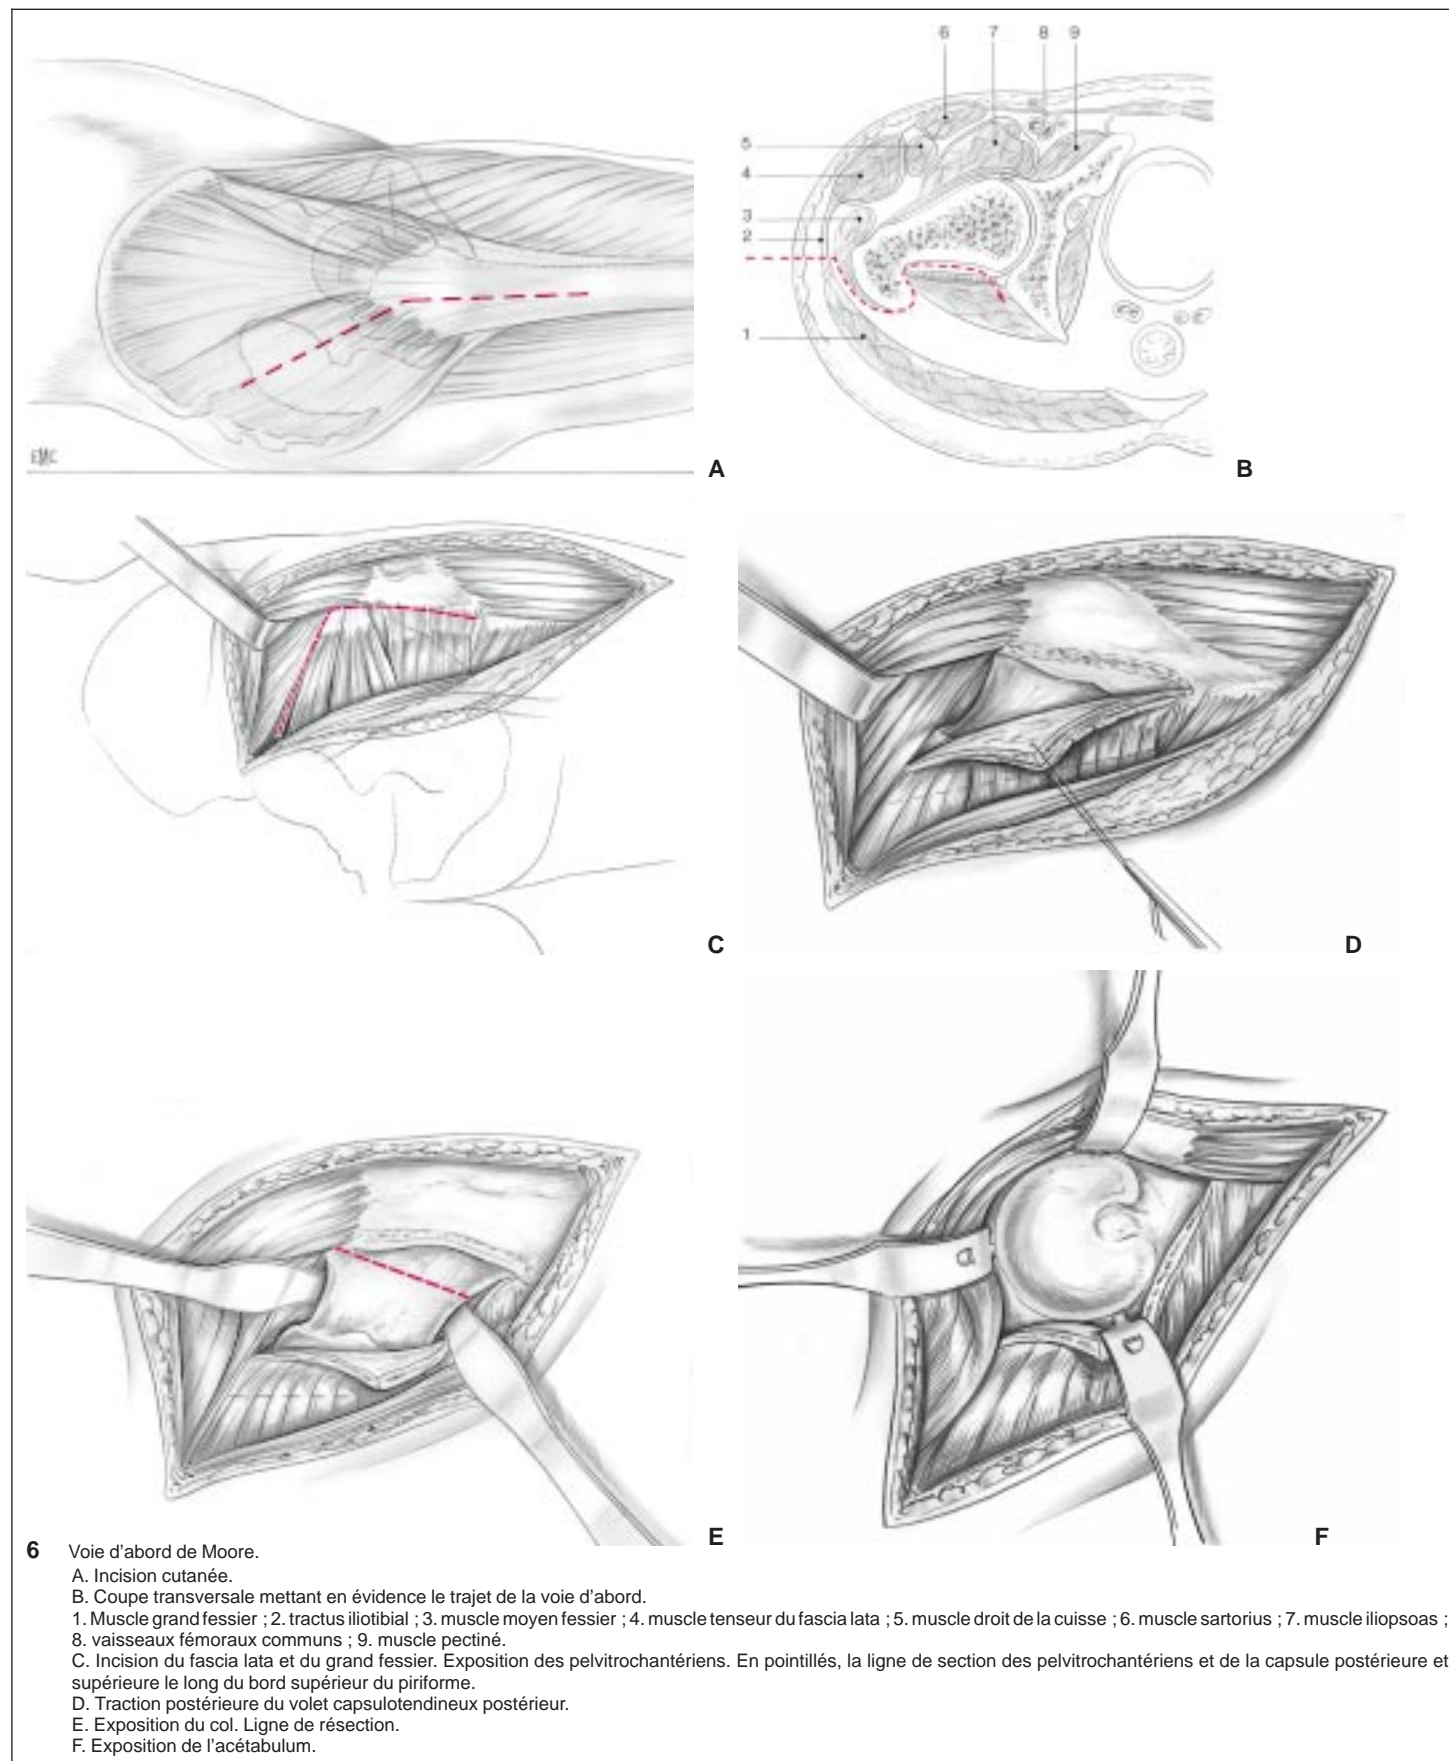 6 7 8 9
5
4
3
2
1
EMC
A
B
C
D
E
F
6 Voie d'abord de Moore.
A. Incision cutanée.
B. Coupe transversale mettant en évidence le trajet de la voie d'abord.
1. Muscle grand fessier ; 2. tractus iliotibial ; 3. muscle moyen fessier ; 4. muscle tenseur du fascia lata ; 5. muscle droit de la cuisse ; 6. muscle sartorius ; 7. muscle iliopsoas ;
8. vaisseaux fémoraux communs ; 9. muscle pectiné.
C. Incision du fascia lata et du grand fessier. Exposition des pelvitrochantériens. En pointillés, la ligne de section des pelvitrochantériens et de la capsule postérieure et
supérieure le long du bord supérieur du piriforme.
D. Traction postérieure du volet capsulotendineux postérieur.
E. Exposition du col. Ligne de résection.
F. Exposition de l'acétabulum.